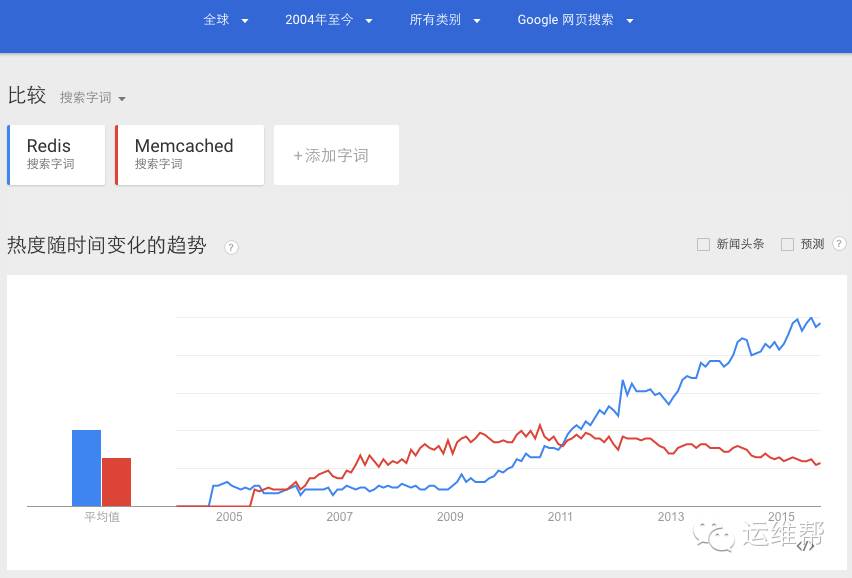 全球 2004年至今 所有类别 Google 网页搜索
比较 搜索字词
Redis
搜索字词
Memcached
搜索字词
+添加字词
热度随时间变化的趋势 ?
新闻头条 预测 ?
平均值 2005 2007 2009 2011 2013 2015
运维帮
</>